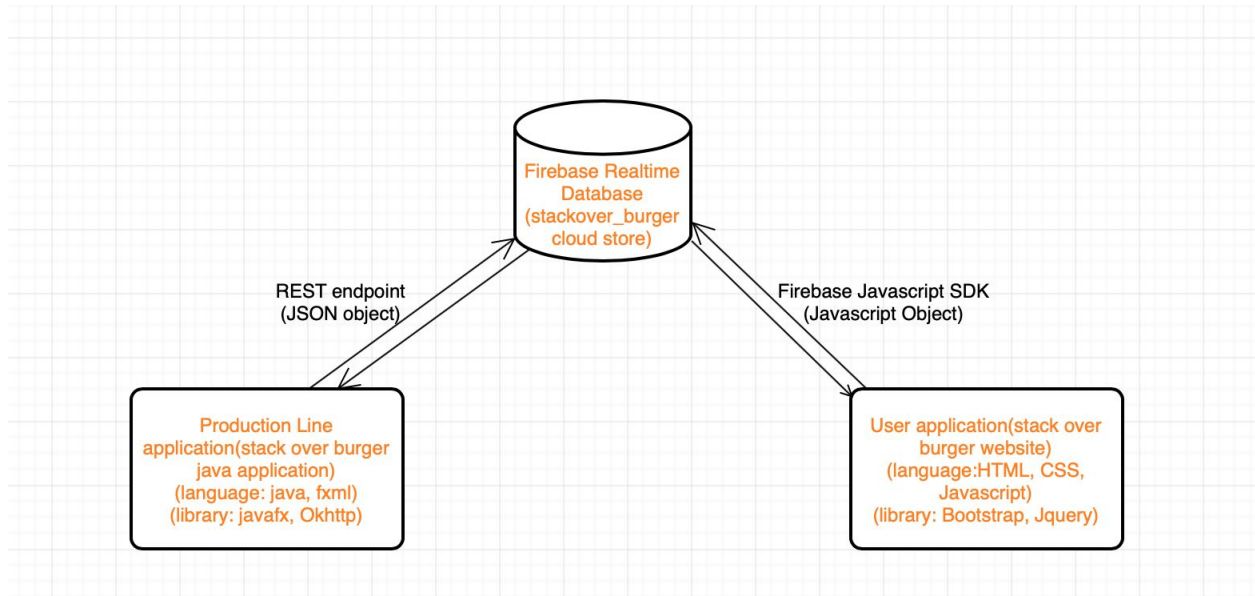 Firebase Realtime
Database
(stackover_burger
cloud store)
REST endpoint
(JSON object)
Firebase Javascript SDK
(Javascript Object)
Production Line
application(stack over burger
java application)
(language: java, fxml)
(library: javafx, Okhttp)
User application(stack over
burger website)
(language:HTML, CSS,
Javascript)
(library: Bootstrap, Jquery)